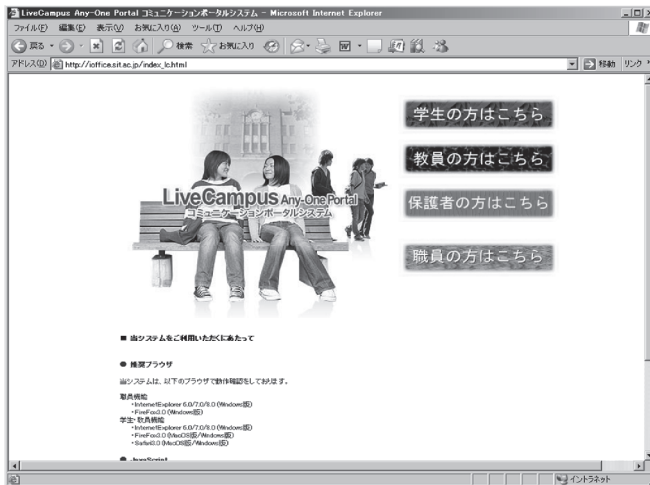 LiveCampus Any-One Portal コミュニケーションポータルシステム - Microsoft Internet Explorer
ファイル(F) 編集(E) 表示(V) お気に入り(A) ツール(T) ヘルプ(H)
戻る 検索 お気に入り
アドレス(D) http://ioffice.sit.ac.jp/index_lc.html 移動 リンク »
学生の方はこちら
教員の方はこちら
保護者の方はこちら
職員の方はこちら
LiveCampus Any-One Portal
コミュニケーションポータルシステム
■ 当システムをご利用いただくにあたって
● 推奨ブラウザ
当システムは、以下のブラウザで動作確認をしております。
職員機能
・InternetExplorer 6.0/7.0/8.0 (Windows版)
・FireFox3.0 (Windows版)
学生・教員機能
・InternetExplorer 6.0/7.0/8.0 (Windows版)
・FireFox3.0 (MacOS版/Windows版)
・Safari3.0 (MacOS版/Windows版)
● JavaScript
イントラネット